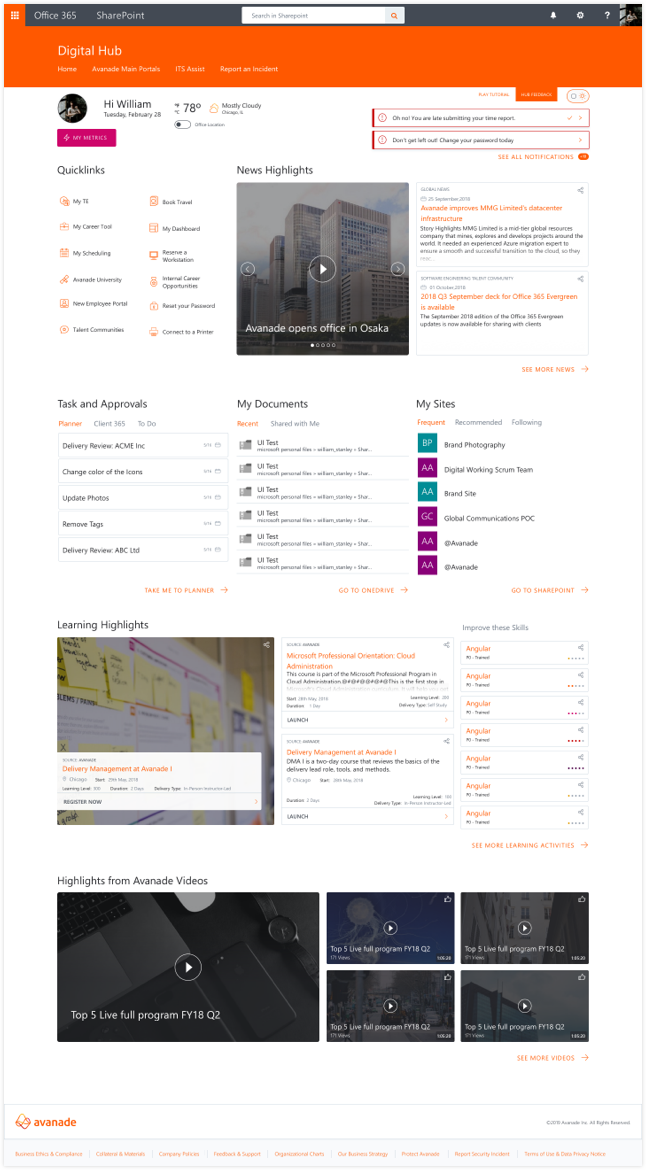 Office 365 SharePoint Search in Sharepoint ?
Digital Hub
Home Avanade Main Portals ITS Assist Report an Incident
PLAY TUTORIAL HUB FEEDBACK
Hi William
Tuesday, February 28
°F
°C
78° Mostly Cloudy
Chicago, IL
Office Location
MY METRICS
Oh no! You are late submitting your time report.
Don't get left out! Change your password today
SEE ALL NOTIFICATIONS
Quicklinks
My TE
Book Travel
My Career Tool
My Dashboard
My Scheduling
Reserve a
Workstation
Avanade University
Internal Career
Opportunities
New Employee Portal
Reset your Password
Talent Communities
Connect to a Printer
News Highlights
Avanade opens office in Osaka
GLOBAL NEWS
25 September,2018
Avanade improves MMG Limited's datacenter
infrastructure
Story Highlights MMG Limited is a mid-tier global resources
company that mines, explores and develops projects around the
world. It needed an experienced Azure migration expert to
ensure a smooth and successful transition to the cloud, so they
SOFTWARE ENGINEERING TALENT COMMUNITY
01 October,2018
2018 Q3 September deck for Office 365 Evergreen
is available
The September 2018 edition of the Office 365 Evergreen
updates is now available for sharing with clients
SEE MORE NEWS
Task and Approvals
Planner Client 365 To Do
Delivery Review: ACME Inc
Change color of the Icons
Update Photos
Remove Tags
Delivery Review: ABC Ltd
TAKE ME TO PLANNER
My Documents
Recent Shared with Me
UI Test
microsoft personal files » william_stanley » Shar...
UI Test
microsoft personal files » william_stanley » Shar...
UI Test
microsoft personal files » william_stanley » Shar...
UI Test
microsoft personal files » william_stanley » Shar...
UI Test
microsoft personal files » william_stanley » Shar...
UI Test
microsoft personal files » william_stanley » Shar...
GO TO ONEDRIVE
My Sites
Frequent Recommended Following
BP Brand Photography
AA Digital Working Scrum Team
AA Brand Site
GC Global Communications POC
AA @Avanade
AA @Avanade
GO TO SHAREPOINT
Learning Highlights
SOURCE AVANADE
Delivery Management at Avanade I
Chicago Start 29th May, 2018
Learning Level: 300 Duration 2 Days Delivery Type: In-Person Instructor-Led
REGISTER NOW
SOURCE AVANADE
Microsoft Professional Orientation: Cloud
Administration
This course is part of the Microsoft Professional Program in
Cloud Administration.@#@#@@#@#@This is the first step in
Start 28th May, 2018 Learning Level: 200
Duration 1 Day Delivery Type: Self Study
LAUNCH
SOURCE AVANADE
Delivery Management at Avanade I
DMA I is a two-day course that reviews the basics of the
delivery lead role, tools, and methods.
Chicago Start 29th May, 2018
Learning Level: 300
Duration: 2 Days Delivery Type: In-Person Instructor-Led
LAUNCH
Improve these Skills
Angular
P0 - Trained
Angular
P0 - Trained
Angular
P0 - Trained
Angular
P0 - Trained
Angular
P0 - Trained
Angular
P0 - Trained
Angular
P0 - Trained
SEE MORE LEARNING ACTIVITIES
Highlights from Avanade Videos
Top 5 Live full program FY18 Q2
Top 5 Live full program FY18 Q2
171 Views 1:05:20
Top 5 Live full program FY18 Q2
171 Views 1:05:20
Top 5 Live full program FY18 Q2
171 Views 1:05:20
Top 5 Live full program FY18 Q2
171 Views 1:05:20
SEE MORE VIDEOS
avanade
©2018 Avanade Inc. All Rights Reserved.
Business Ethics & Compliance Collateral & Materials Company Policies Feedback & Support Organizational Charts Our Business Strategy Protect Avanade Report Security Incident Terms of Use & Data Privacy Notice